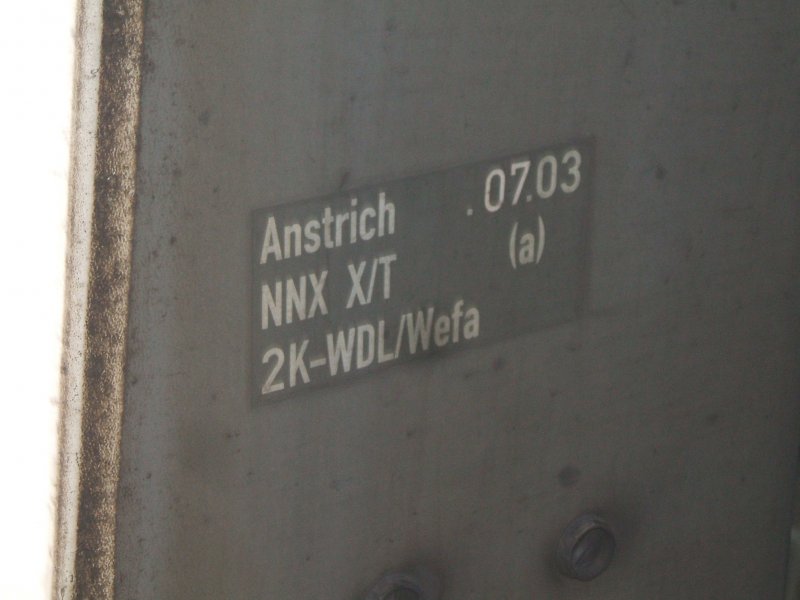 Anstrich . 07.03
NNX X/T (a)
2K-WDL/Wefa